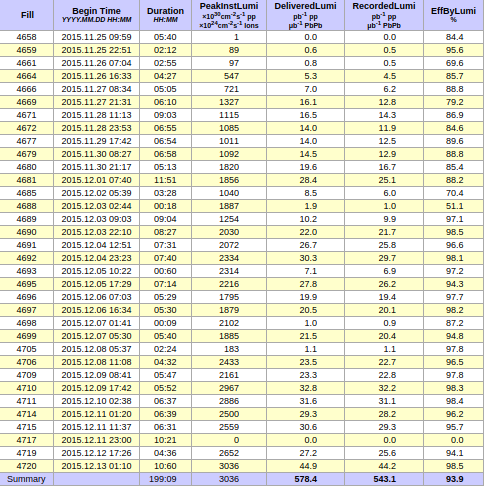 Fill Begin Time Duration PeakInstLumi DeliveredLumi RecordedLumi EffByLumi
YYYY.MM.DD HH:MM HH:MM ×10³⁰cm⁻²s⁻¹ pp pb⁻¹ pp pb⁻¹ pp %
×10²⁴cm⁻²s⁻¹ Ions μb⁻¹ PbPb μb⁻¹ PbPb
4658 2015.11.25 09:59 05:40 1 0.0 0.0 84.4
4659 2015.11.25 22:51 02:12 89 0.6 0.5 95.6
4661 2015.11.26 07:04 02:55 97 0.8 0.5 69.6
4664 2015.11.26 16:33 04:27 547 5.3 4.5 85.7
4666 2015.11.27 08:34 05:05 721 7.0 6.2 88.8
4669 2015.11.27 21:31 06:10 1327 16.1 12.8 79.2
4671 2015.11.28 11:13 09:03 1115 16.5 14.3 86.9
4672 2015.11.28 23:53 06:55 1085 14.0 11.9 84.6
4677 2015.11.29 17:42 06:54 1011 14.0 12.5 89.6
4679 2015.11.30 08:27 06:58 1092 14.5 12.9 88.8
4680 2015.11.30 21:17 05:13 1820 19.6 16.7 85.4
4681 2015.12.01 07:40 11:51 1856 28.4 25.1 88.2
4685 2015.12.02 05:39 03:28 1040 8.5 6.0 70.4
4688 2015.12.03 02:44 00:18 1887 1.9 1.0 51.1
4689 2015.12.03 09:03 09:04 1254 10.2 9.9 97.1
4690 2015.12.03 22:10 08:27 2030 22.0 21.7 98.5
4691 2015.12.04 12:51 07:31 2072 26.7 25.8 96.6
4692 2015.12.04 23:23 07:40 2334 30.3 29.7 98.1
4693 2015.12.05 10:22 00:60 2314 7.1 6.9 97.2
4695 2015.12.05 17:29 07:14 2216 27.8 26.2 94.3
4696 2015.12.06 07:03 05:29 1795 19.9 19.4 97.7
4697 2015.12.06 16:34 05:30 1879 20.5 20.1 98.2
4698 2015.12.07 01:41 00:09 2102 1.0 0.9 87.2
4699 2015.12.07 05:30 05:40 1885 21.5 20.4 94.8
4705 2015.12.08 05:37 02:24 183 1.1 1.1 97.8
4706 2015.12.08 11:08 04:32 2433 23.5 22.7 96.5
4709 2015.12.09 08:41 05:47 2161 23.3 22.8 97.8
4710 2015.12.09 17:42 05:52 2967 32.8 32.2 98.3
4711 2015.12.10 02:38 06:37 2886 31.6 31.1 98.4
4714 2015.12.11 01:20 06:39 2500 29.3 28.2 96.2
4715 2015.12.11 11:37 06:31 2559 30.6 29.3 95.7
4717 2015.12.11 23:00 10:21 0 0.0 0.0 0.0
4719 2015.12.12 17:26 04:36 2652 27.2 25.6 94.1
4720 2015.12.13 01:10 10:60 3036 44.9 44.2 98.5
Summary 199:09 3036 578.4 543.1 93.9